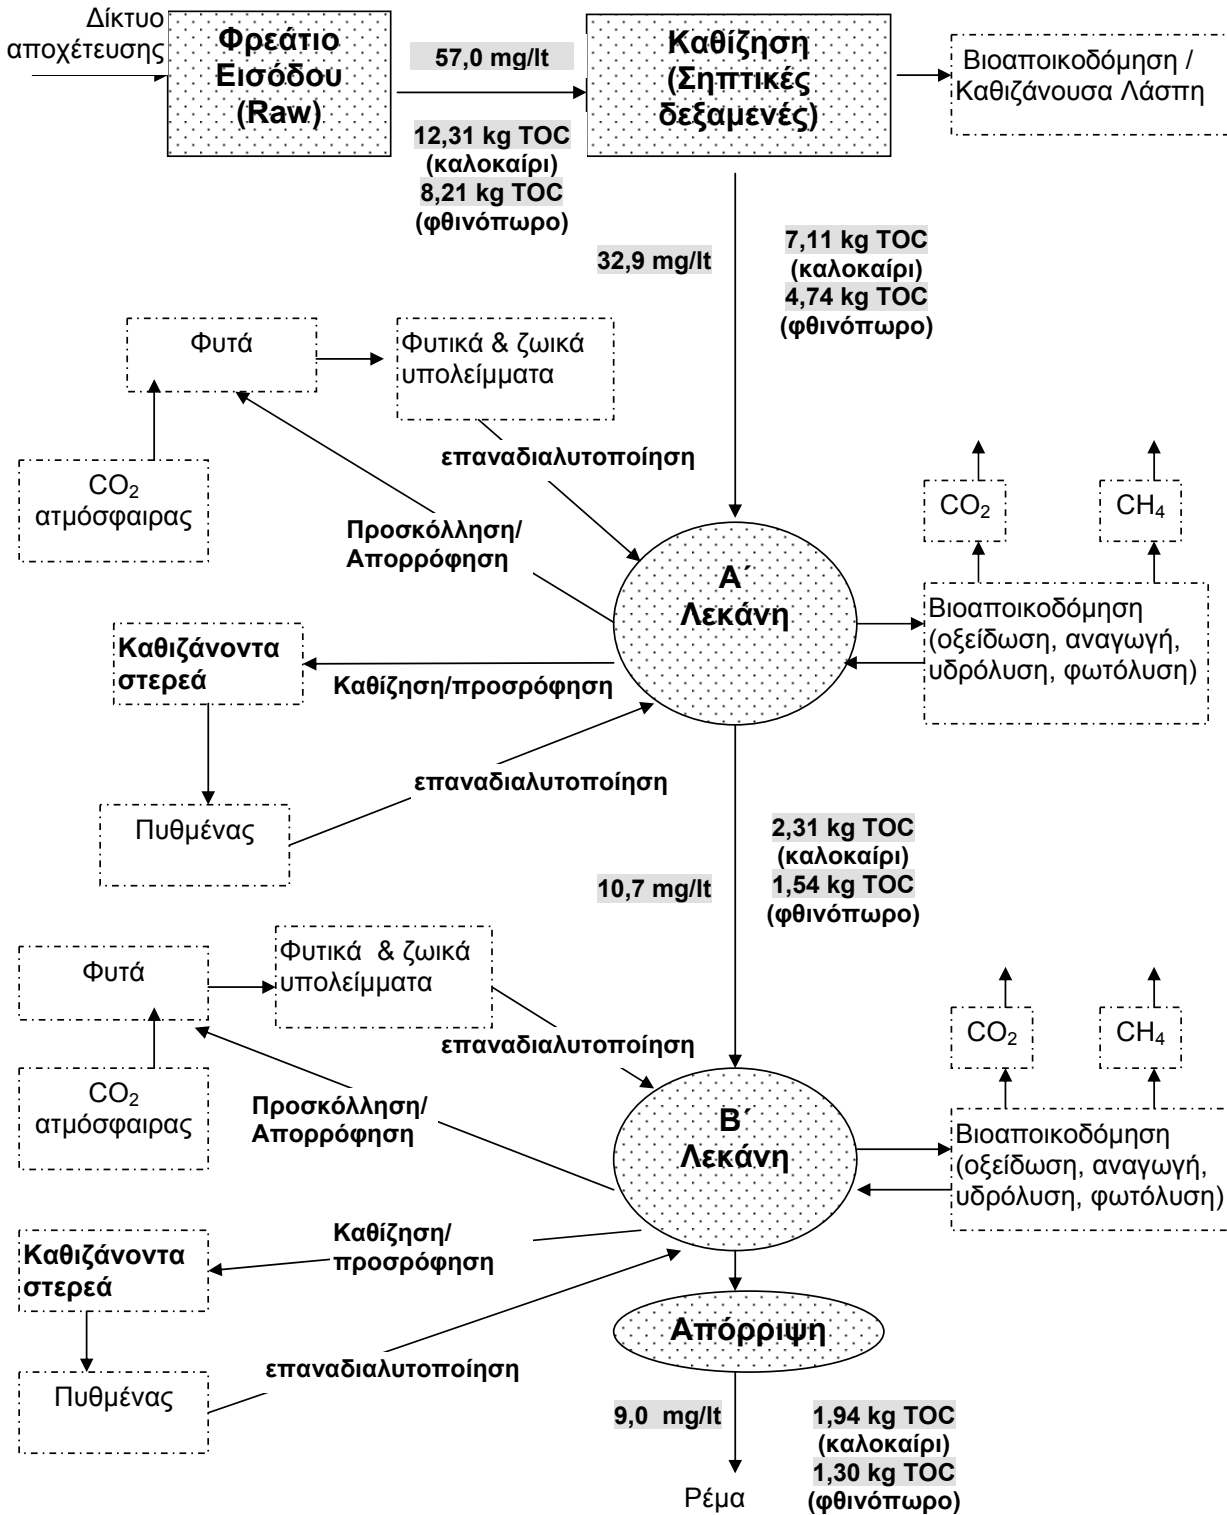 Δίκτυο
αποχέτευσης
Φρεάτιο
Εισόδου
(Raw)
57,0 mg/lt
12,31 kg TOC
(καλοκαίρι)
8,21 kg TOC
(φθινόπωρο)
Καθίζηση
(Σηπτικές
δεξαμενές)
Βιοαποικοδόμηση /
Καθιζάνουσα Λάσπη
32,9 mg/lt
7,11 kg TOC
(καλοκαίρι)
4,74 kg TOC
(φθινόπωρο)
Φυτά
Φυτικά & ζωικά
υπολείμματα
επαναδιαλυτοποίηση
CO₂
ατμόσφαιρας
Προσκόλληση/
Απορρόφηση
Α΄
Λεκάνη
CO₂
CH₄
Βιοαποικοδόμηση
(οξείδωση, αναγωγή,
υδρόλυση, φωτόλυση)
Καθιζάνοντα
στερεά
Καθίζηση/προσρόφηση
επαναδιαλυτοποίηση
Πυθμένας
10,7 mg/lt
2,31 kg TOC
(καλοκαίρι)
1,54 kg TOC
(φθινόπωρο)
Φυτά
Φυτικά & ζωικά
υπολείμματα
επαναδιαλυτοποίηση
CO₂
ατμόσφαιρας
Προσκόλληση/
Απορρόφηση
Β΄
Λεκάνη
CO₂
CH₄
Βιοαποικοδόμηση
(οξείδωση, αναγωγή,
υδρόλυση, φωτόλυση)
Καθιζάνοντα
στερεά
Καθίζηση/
προσρόφηση
επαναδιαλυτοποίηση
Πυθμένας
Απόρριψη
9,0 mg/lt
1,94 kg TOC
(καλοκαίρι)
1,30 kg TOC
(φθινόπωρο)
Ρέμα